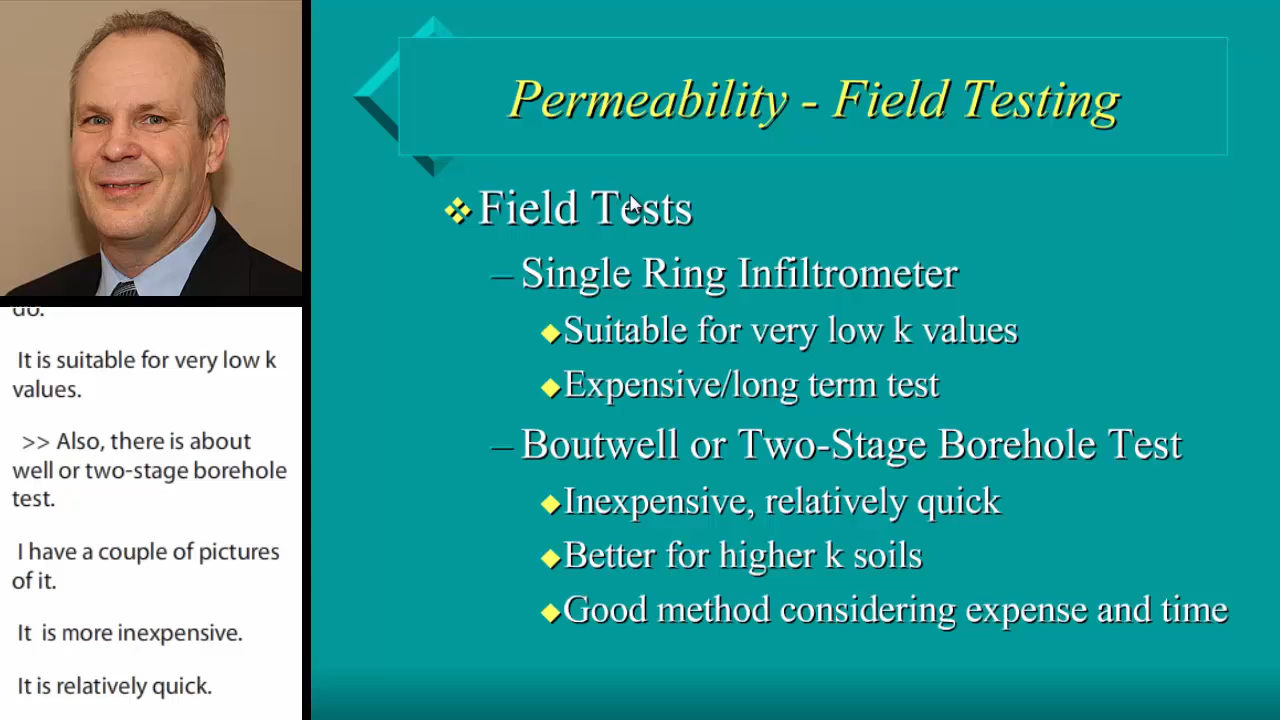 Permeability - Field Testing
Field Tests
– Single Ring Infiltrometer
Suitable for very low k values
Expensive/long term test
– Boutwell or Two-Stage Borehole Test
Inexpensive, relatively quick
Better for higher k soils
Good method considering expense and time
do.
It is suitable for very low k
values.
>> Also, there is about
well or two-stage borehole
test.
I have a couple of pictures
of it.
It is more inexpensive.
It is relatively quick.